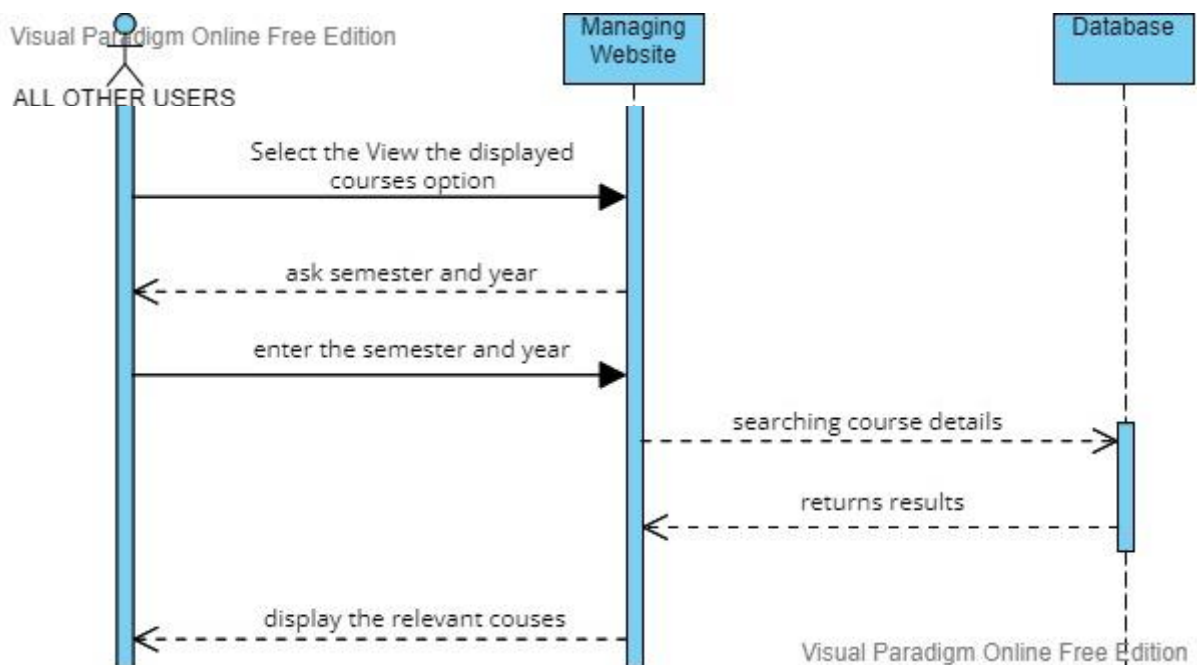 Visual Paradigm Online Free Edition
ALL OTHER USERS
Managing
Website
Database
Select the View the displayed
courses option
ask semester and year
enter the semester and year
searching course details
returns results
display the relevant couses
Visual Paradigm Online Free Edition